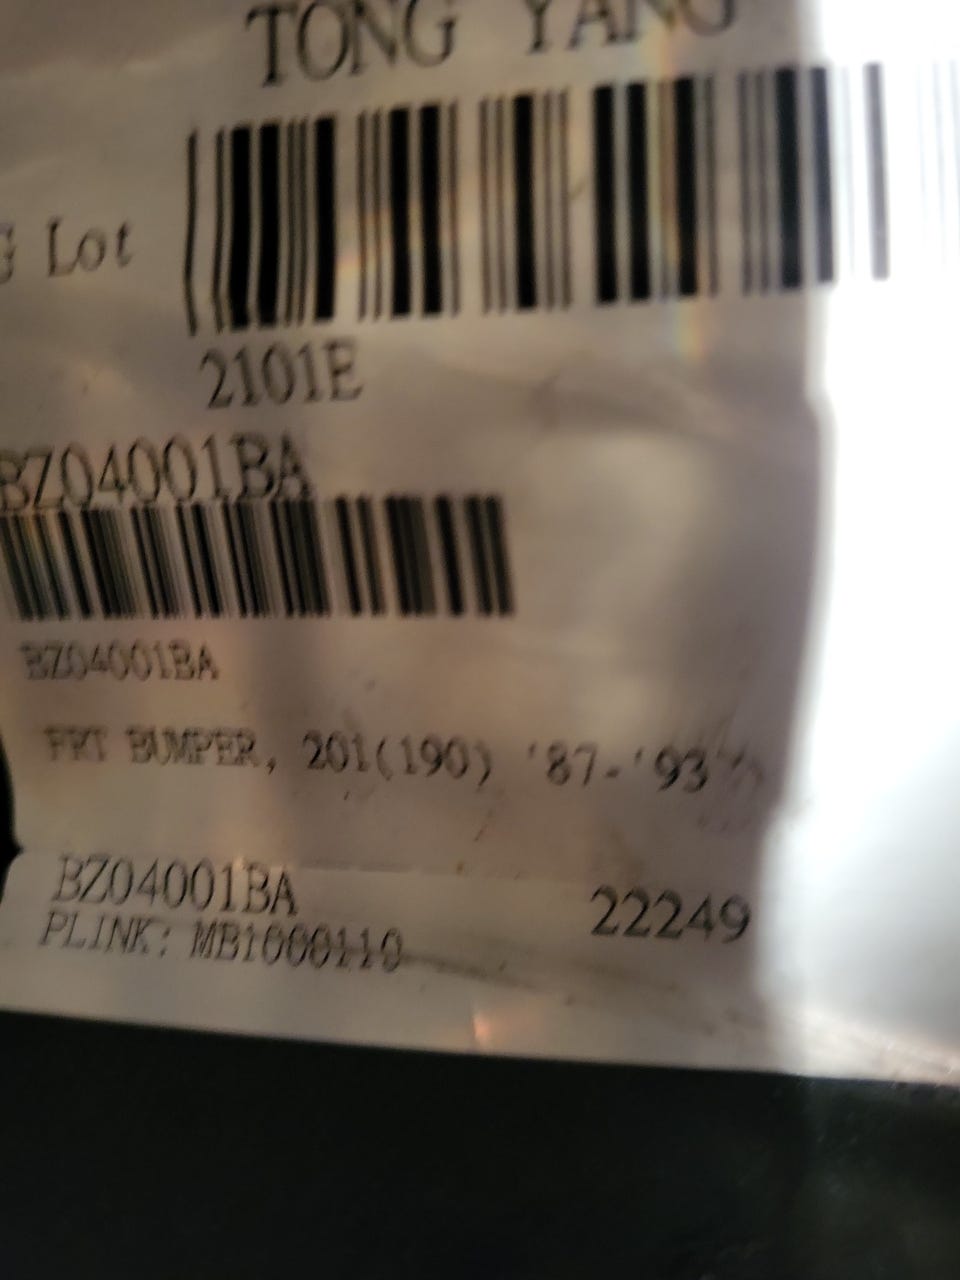 TONG YANG
G Lot
2101E
BZ04001BA
BZ04001BA
FRT BUMPER, 201(190) '87-'93
BZ04001BA 22249
PLINK: MB1000110